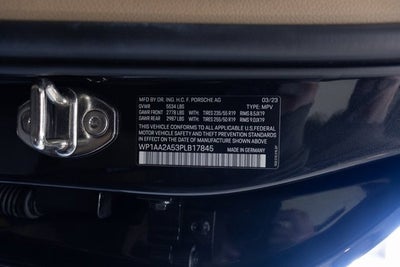 MFD. BY DR. ING. H.C. F. PORSCHE AG 03/23
GVWR 5534 LBS TYPE: MPV
GAWR FRONT 2778 LBS TIRES 235/55 R19 RIMS 8.5JX19
GAWR REAR 2987 LBS TIRES 255/50 R19 RIMS 9.0JX19
THIS VEHICLE CONFORMS TO ALL APPLICABLE U.S. FEDERAL
MOTOR VEHICLE SAFETY AND THEFT PREVENTION STANDARDS
IN EFFECT ON THE DATE OF MANUFACTURE SHOWN ABOVE
WP1AA2A53PLB17845
MADE IN GERMANY